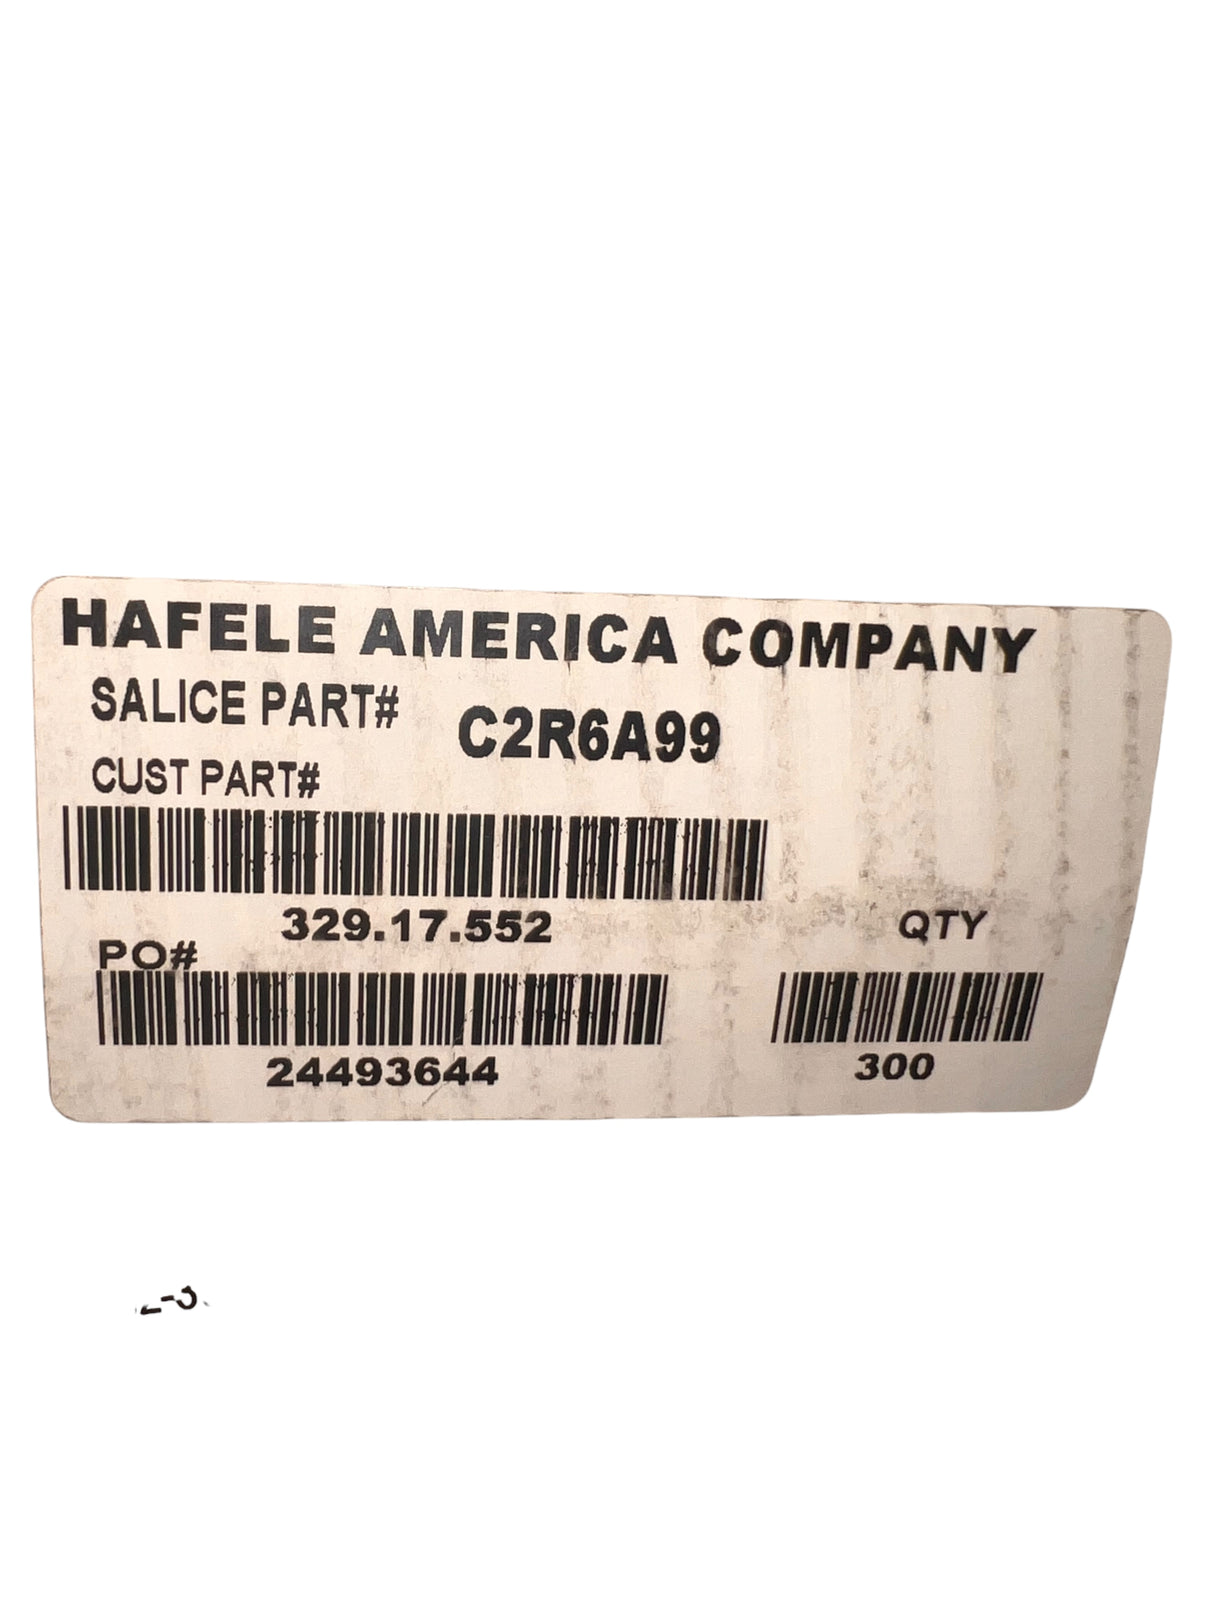 HAFELE AMERICA COMPANY
SALICE PART# C2R6A99
CUST PART#
329.17.552
QTY
PO#
24493644
300